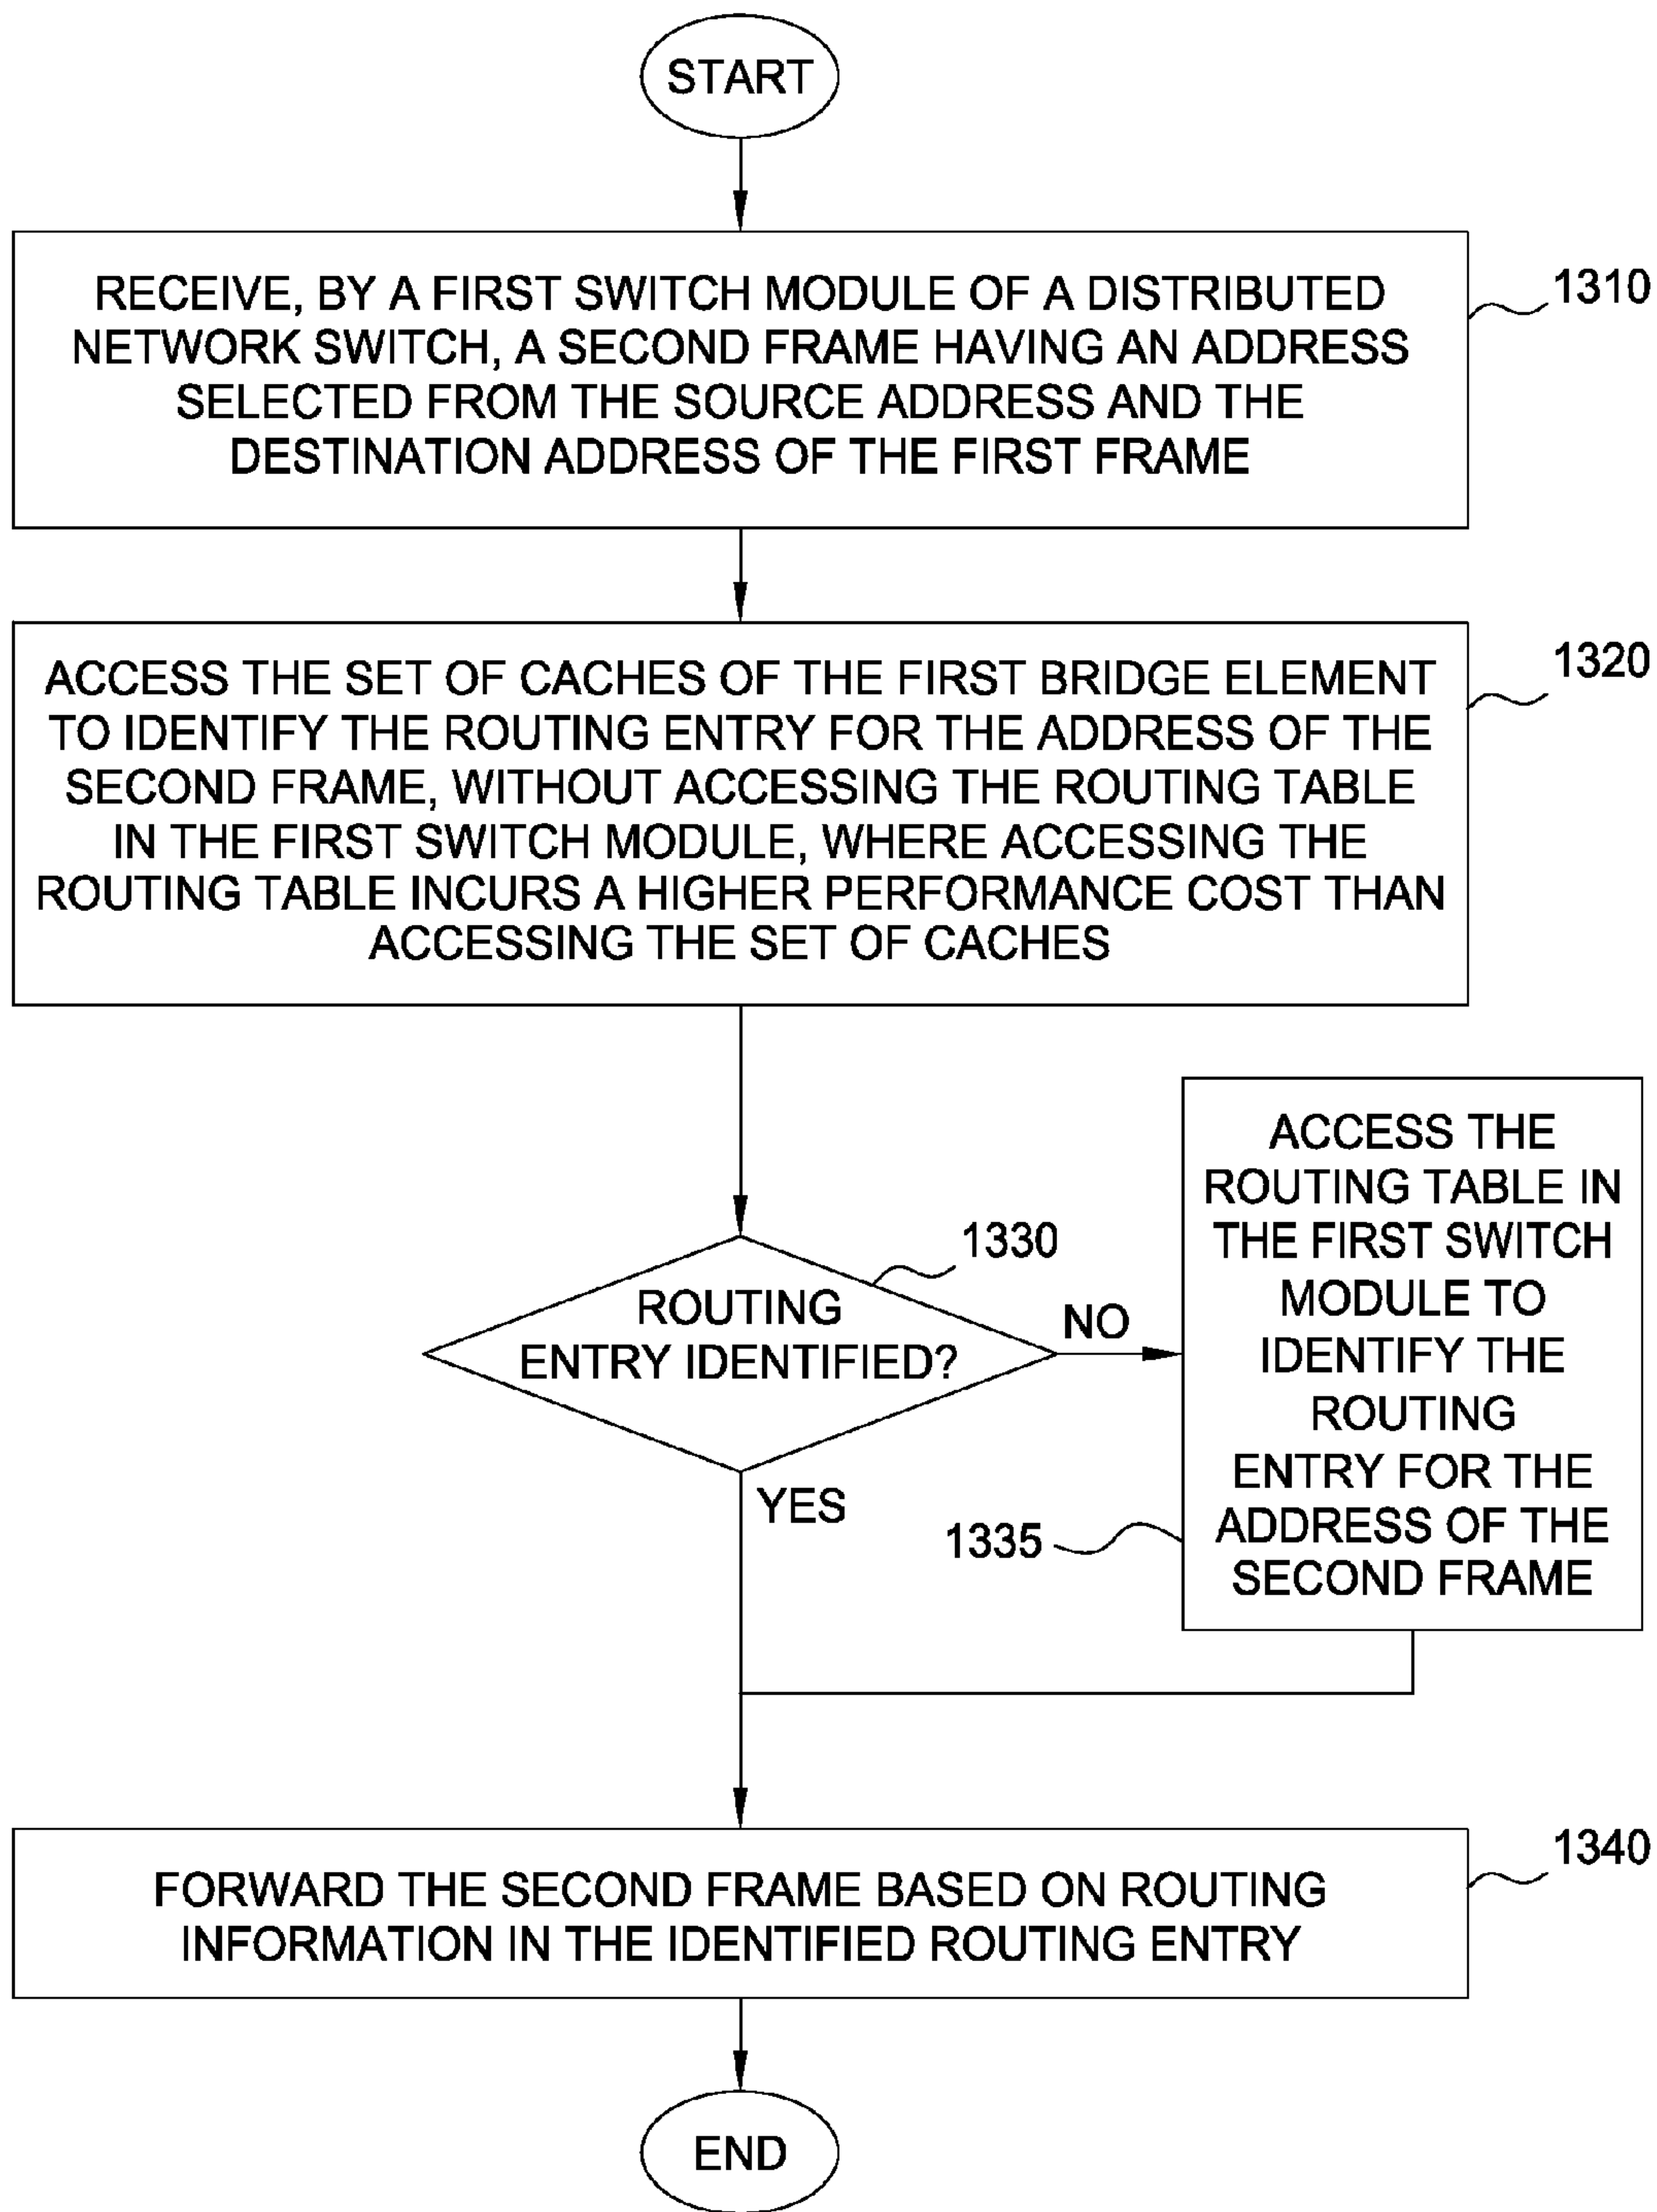 START
RECEIVE, BY A FIRST SWITCH MODULE OF A DISTRIBUTED
NETWORK SWITCH, A SECOND FRAME HAVING AN ADDRESS
SELECTED FROM THE SOURCE ADDRESS AND THE
DESTINATION ADDRESS OF THE FIRST FRAME
1310
ACCESS THE SET OF CACHES OF THE FIRST BRIDGE ELEMENT
TO IDENTIFY THE ROUTING ENTRY FOR THE ADDRESS OF THE
SECOND FRAME, WITHOUT ACCESSING THE ROUTING TABLE
IN THE FIRST SWITCH MODULE, WHERE ACCESSING THE
ROUTING TABLE INCURS A HIGHER PERFORMANCE COST THAN
ACCESSING THE SET OF CACHES
1320
1330
ROUTING
ENTRY IDENTIFIED?
NO
YES
ACCESS THE
ROUTING TABLE IN
THE FIRST SWITCH
MODULE TO
IDENTIFY THE
ROUTING
ENTRY FOR THE
ADDRESS OF THE
SECOND FRAME
1335
FORWARD THE SECOND FRAME BASED ON ROUTING
INFORMATION IN THE IDENTIFIED ROUTING ENTRY
1340
END